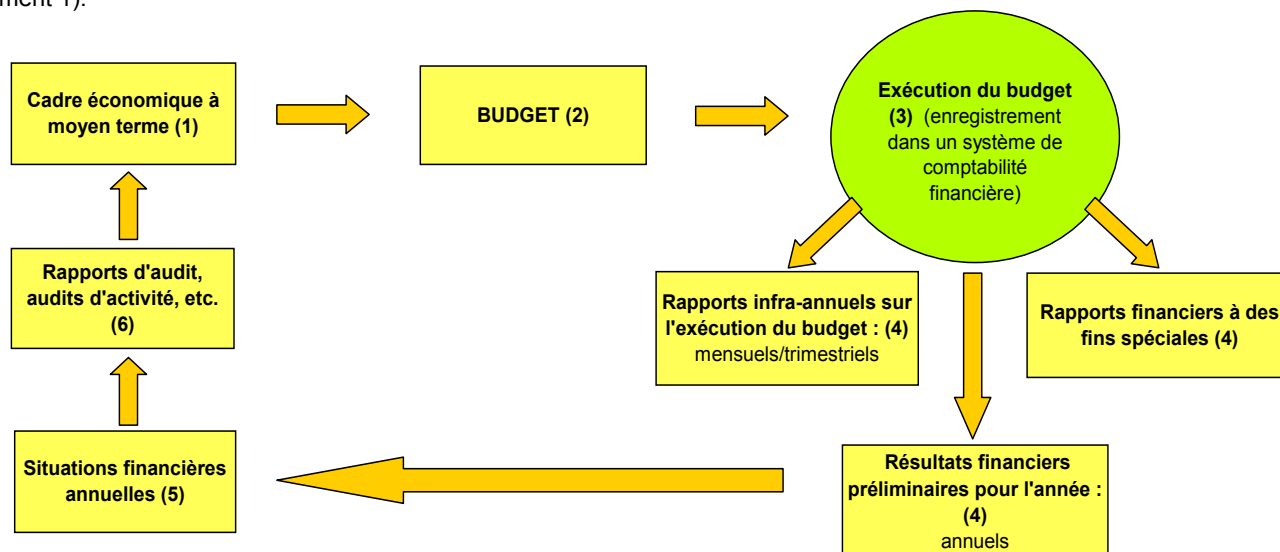 ment 1).
Cadre économique à
moyen terme (1)
BUDGET (2)
Exécution du budget
(3) (enregistrement
dans un système de
comptabilité
financière)
Rapports d'audit,
audits d'activité, etc.
(6)
Rapports infra-annuels sur
l'exécution du budget : (4)
mensuels/trimestriels
Rapports financiers à des
fins spéciales (4)
Situations financières
annuelles (5)
Résultats financiers
préliminaires pour l'année :
(4)
annuels